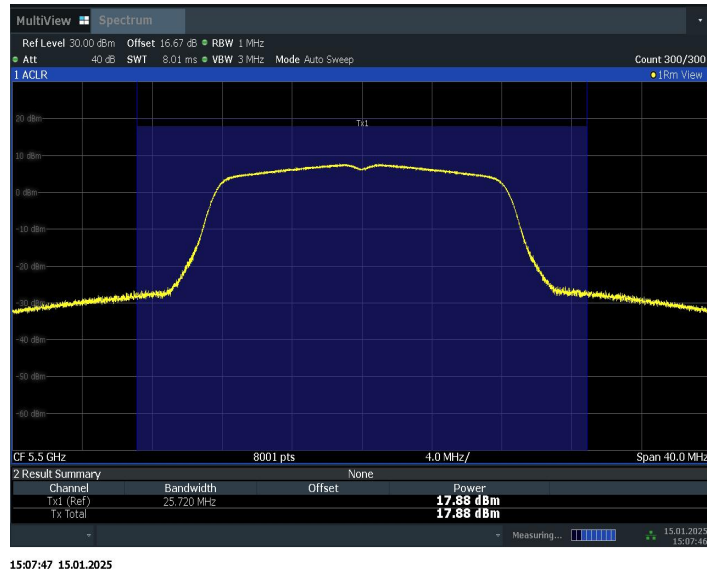 MultiView Spectrum
Ref Level 30.00 dBm Offset 16.67 dB RBW 1 MHz
Att 40 dB SWT 8.01 ms VBW 3 MHz Mode Auto Sweep Count 300/300
1 ACLR 1Rm View
20 dBm
Tx1
10 dBm
0 dBm
-10 dBm
-20 dBm
-30 dBm
-40 dBm
-50 dBm
-60 dBm
CF 5.5 GHz 8001 pts 4.0 MHz/ Span 40.0 MHz
2 Result Summary None
Channel Bandwidth Offset Power
Tx1 (Ref) 25.720 MHz 17.88 dBm
Tx Total 17.88 dBm
Measuring... 15.01.2025
15:07:46
15:07:47 15.01.2025